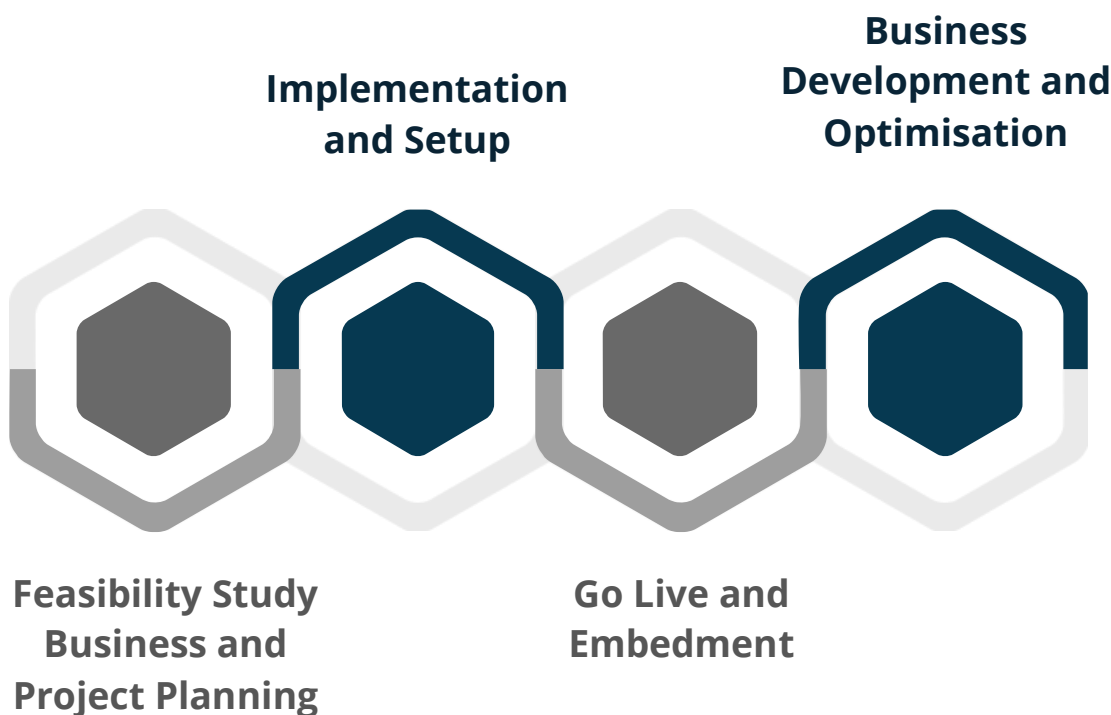 Business
Development and
Optimisation
Implementation
and Setup
Feasibility Study
Business and
Project Planning
Go Live and
Embedment